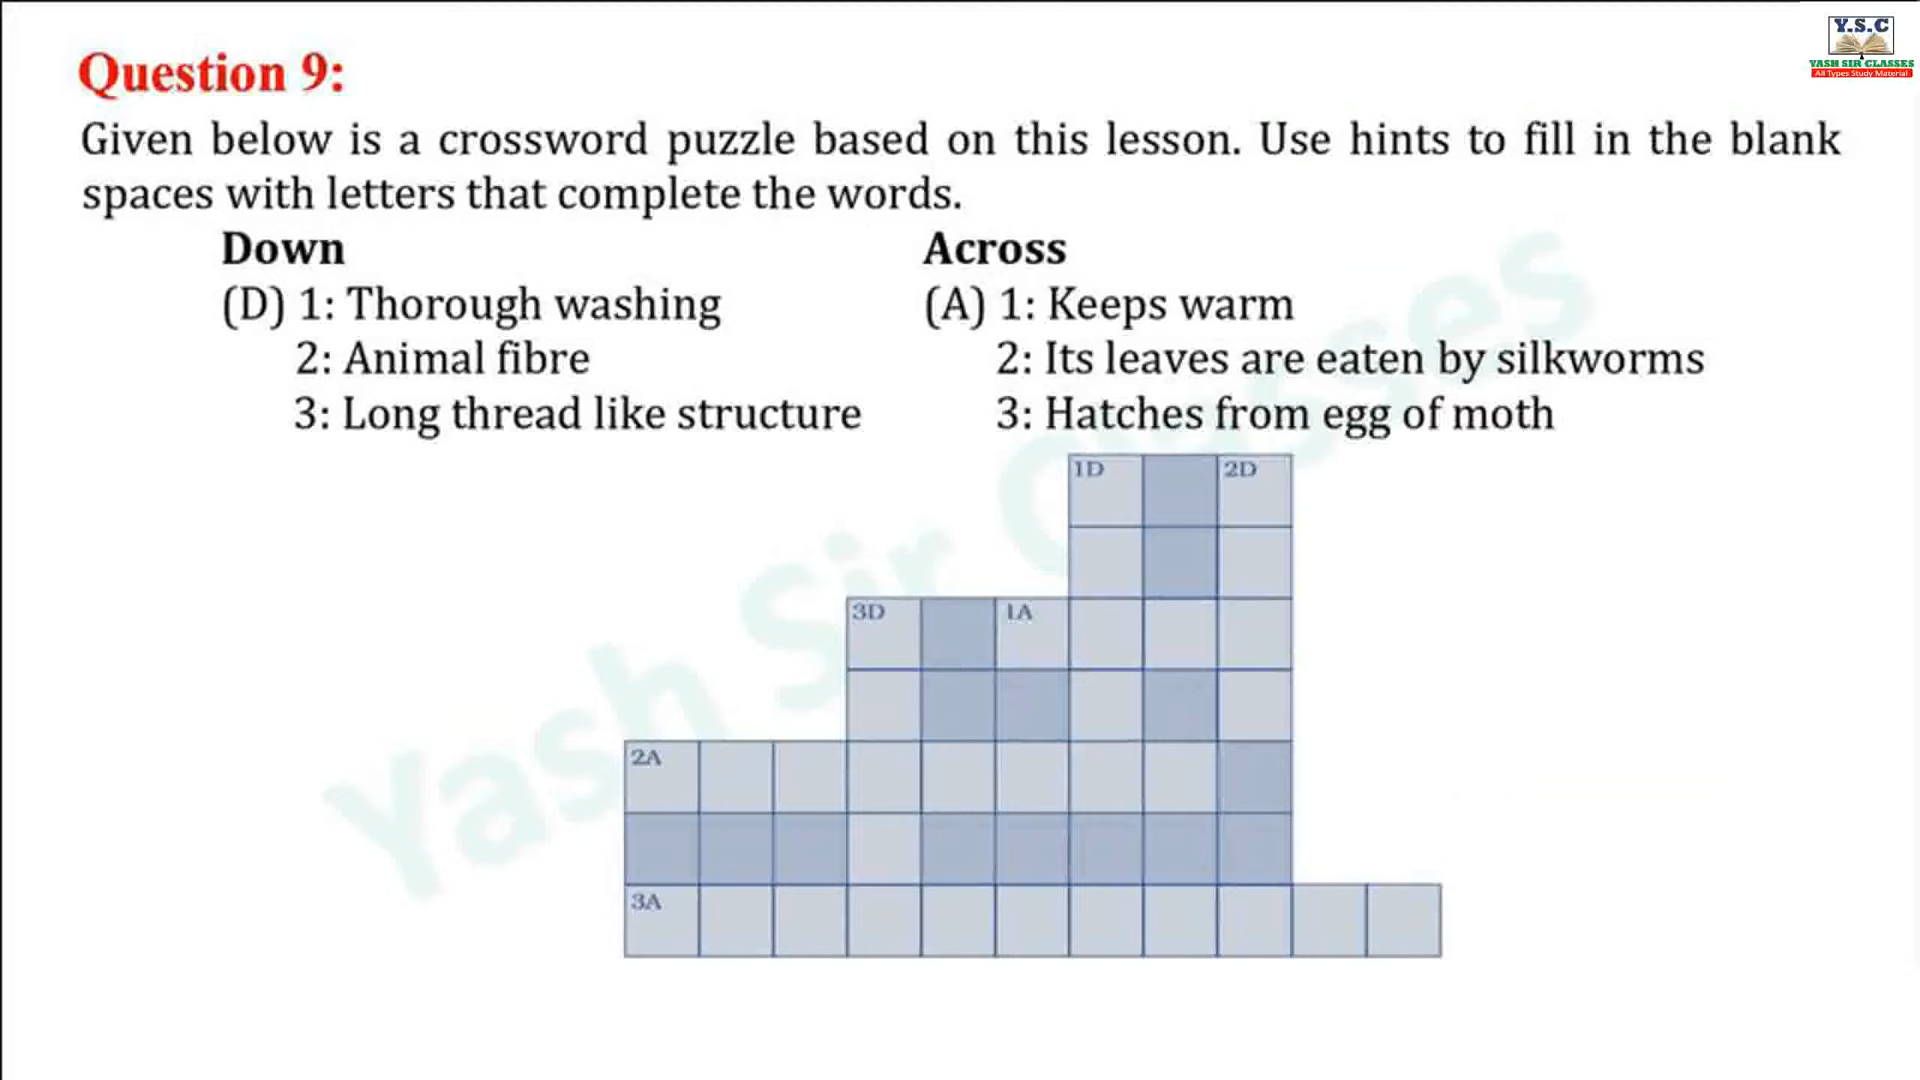 Y.S.C
YASH SIR CLASSES
All Types Study Material
Question 9:
Given below is a crossword puzzle based on this lesson. Use hints to fill in the blank
spaces with letters that complete the words.
Down Across
(D) 1: Thorough washing (A) 1: Keeps warm
2: Animal fibre 2: Its leaves are eaten by silkworms
3: Long thread like structure 3: Hatches from egg of moth
1D 2D
3D 1A
2A
3A
Yash Sir Classes